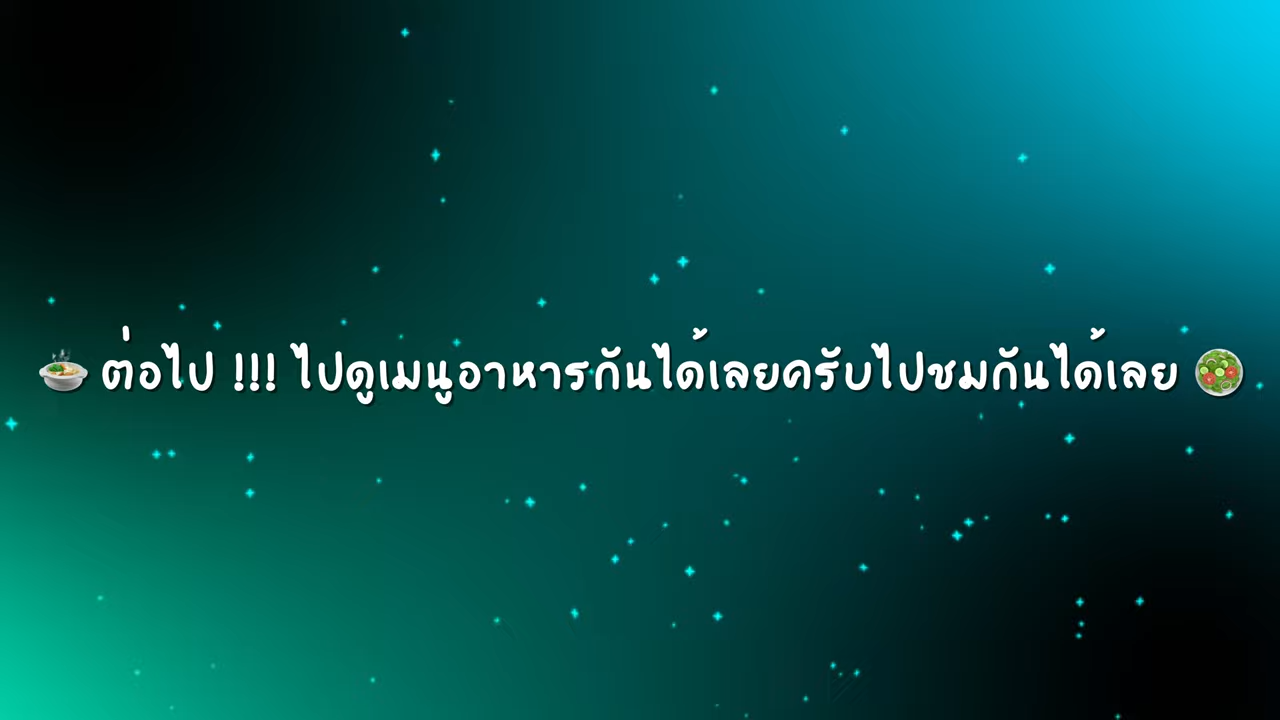 🍲 ต่อไป !!! ไปดูเมนูอาหารกันได้เลยครับไปชมกันได้เลย 🥗